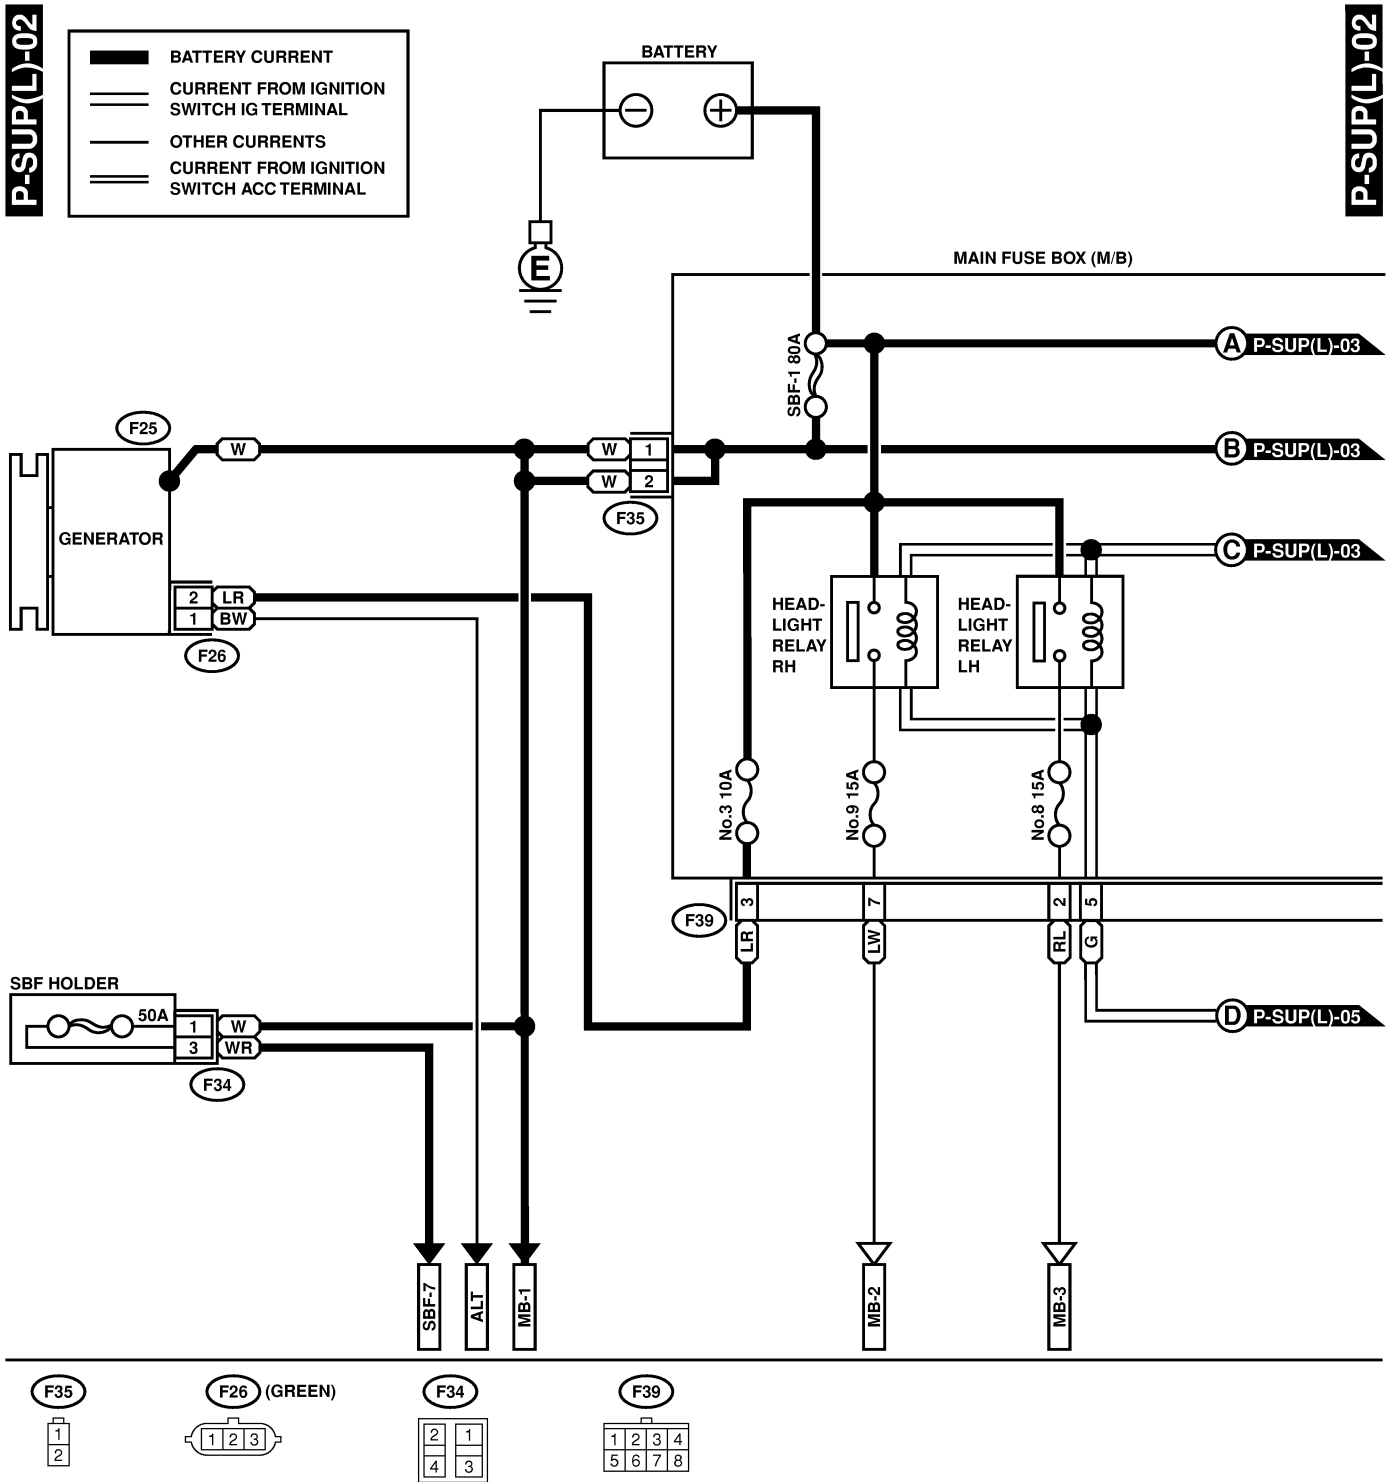 P-SUP(L)-02
P-SUP(L)-02
BATTERY CURRENT
CURRENT FROM IGNITION
SWITCH IG TERMINAL
OTHER CURRENTS
CURRENT FROM IGNITION
SWITCH ACC TERMINAL
BATTERY
− +
E
MAIN FUSE BOX (M/B)
SBF-1 80A
A P-SUP(L)-03
F25
W
W 1
B P-SUP(L)-03
W 2
F35
GENERATOR
C P-SUP(L)-03
2 LR
1 BW
F26
HEAD-
LIGHT
RELAY
RH
HEAD-
LIGHT
RELAY
LH
No.3 10A
No.9 15A
No.8 15A
F39
3
7
2
5
LR
LW
RL
G
SBF HOLDER
50A
1 W
3 WR
F34
D P-SUP(L)-05
SBF-7
ALT
MB-1
MB-2
MB-3
F35
1
2
F26 (GREEN)
1 2 3
F34
2 1
4 3
F39
1 2 3 4
5 6 7 8